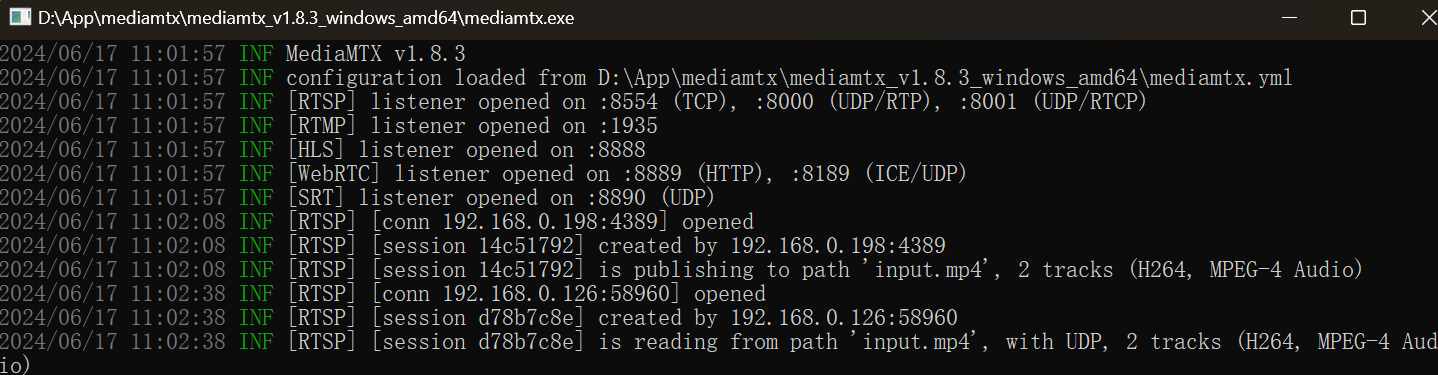 D:\App\mediamtx\mediamtx_v1.8.3_windows_amd64\mediamtx.exe
2024/06/17 11:01:57 INF MediaMTX v1.8.3
2024/06/17 11:01:57 INF configuration loaded from D:\App\mediamtx\mediamtx_v1.8.3_windows_amd64\mediamtx.yml
2024/06/17 11:01:57 INF [RTSP] listener opened on :8554 (TCP), :8000 (UDP/RTP), :8001 (UDP/RTCP)
2024/06/17 11:01:57 INF [RTMP] listener opened on :1935
2024/06/17 11:01:57 INF [HLS] listener opened on :8888
2024/06/17 11:01:57 INF [WebRTC] listener opened on :8889 (HTTP), :8189 (ICE/UDP)
2024/06/17 11:01:57 INF [SRT] listener opened on :8890 (UDP)
2024/06/17 11:02:08 INF [RTSP] [conn 192.168.0.198:4389] opened
2024/06/17 11:02:08 INF [RTSP] [session 14c51792] created by 192.168.0.198:4389
2024/06/17 11:02:08 INF [RTSP] [session 14c51792] is publishing to path 'input.mp4', 2 tracks (H264, MPEG-4 Audio)
2024/06/17 11:02:38 INF [RTSP] [conn 192.168.0.126:58960] opened
2024/06/17 11:02:38 INF [RTSP] [session d78b7c8e] created by 192.168.0.126:58960
2024/06/17 11:02:38 INF [RTSP] [session d78b7c8e] is reading from path 'input.mp4', with UDP, 2 tracks (H264, MPEG-4 Aud
io)